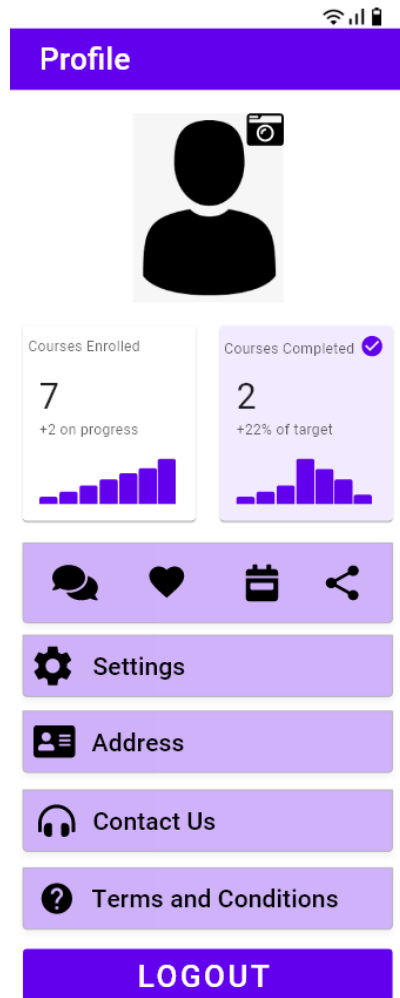 Profile
Courses Enrolled
7
+2 on progress
Courses Completed
2
+22% of target
Settings
Address
Contact Us
Terms and Conditions
LOGOUT